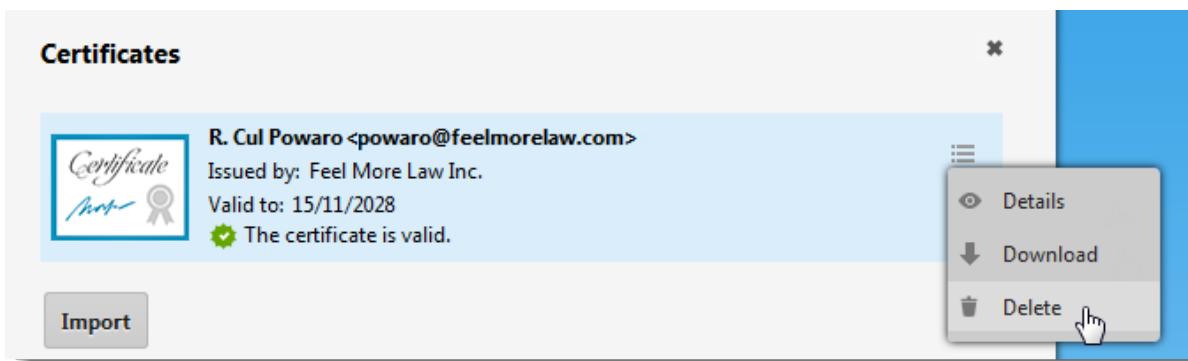 Certificates
Certificate
R. Cul Powaro <powaro@feelmorelaw.com>
Issued by: Feel More Law Inc.
Valid to: 15/11/2028
The certificate is valid.
Details
Download
Delete
Import